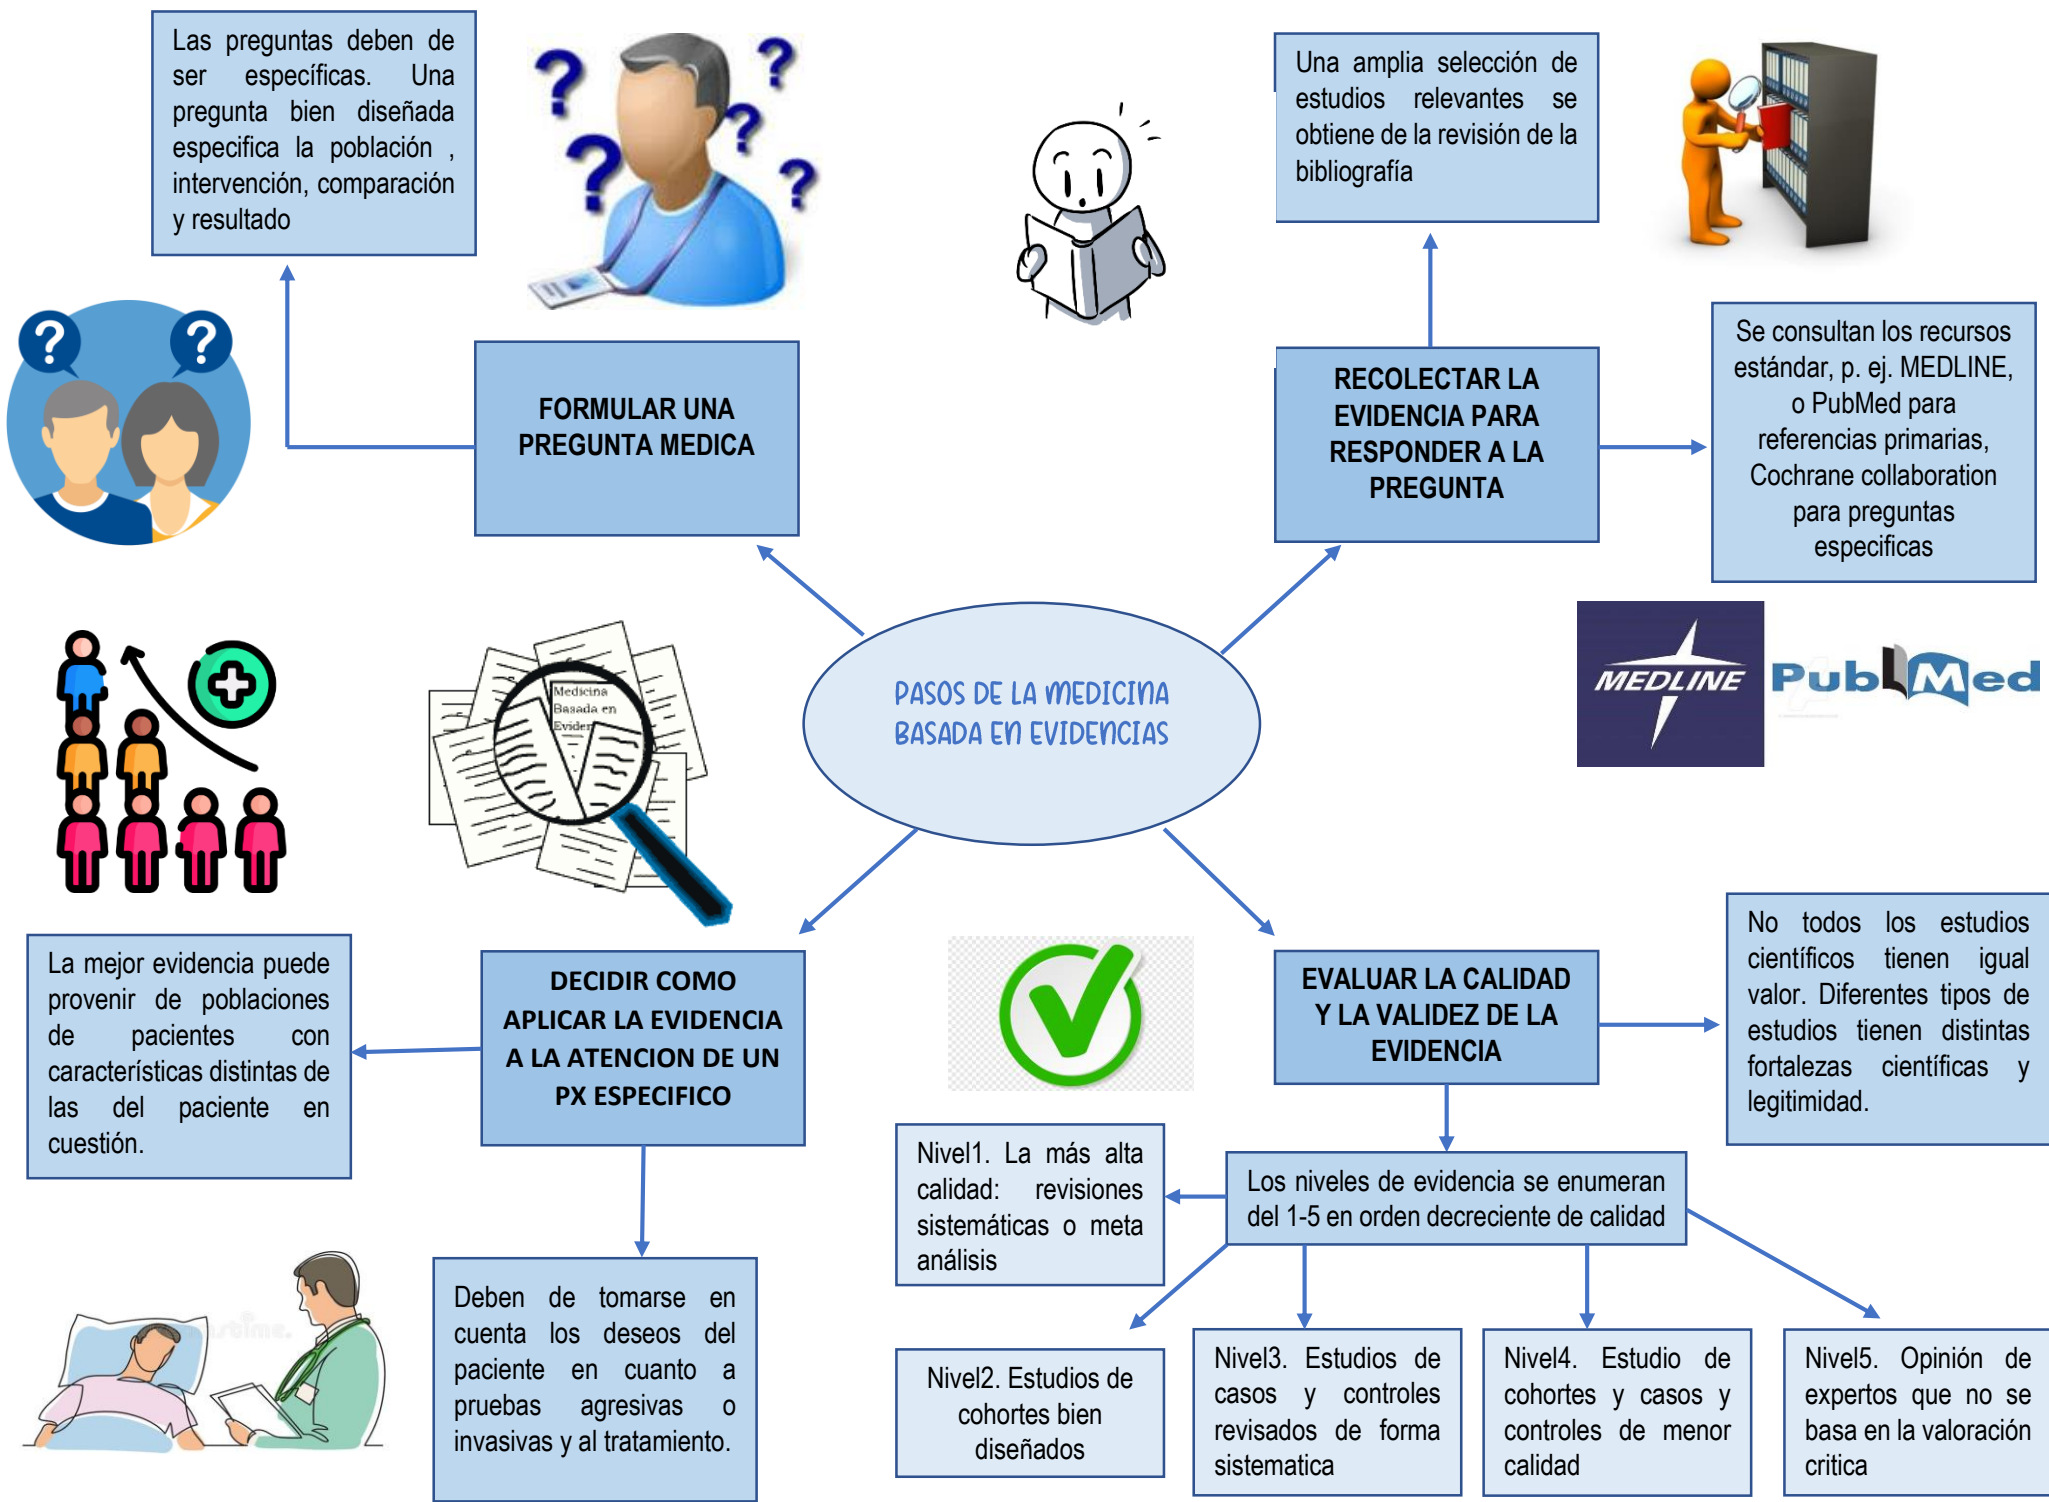 Las preguntas deben de
ser específicas. Una
pregunta bien diseñada
especifica la población ,
intervención, comparación
y resultado
? ? ? ? ?
Una amplia selección de
estudios relevantes se
obtiene de la revisión de la
bibliografía
? ?
FORMULAR UNA
PREGUNTA MEDICA
RECOLECTAR LA
EVIDENCIA PARA
RESPONDER A LA
PREGUNTA
Se consultan los recursos
estándar, p. ej. MEDLINE,
o PubMed para
referencias primarias,
Cochrane collaboration
para preguntas
especificas
MEDLINE
PubMed
Medicina
Basada en
Eviden
PASOS DE LA MEDICINA
BASADA EN EVIDENCIAS
La mejor evidencia puede
provenir de poblaciones
de pacientes con
características distintas de
las del paciente en
cuestión.
DECIDIR COMO
APLICAR LA EVIDENCIA
A LA ATENCION DE UN
PX ESPECIFICO
EVALUAR LA CALIDAD
Y LA VALIDEZ DE LA
EVIDENCIA
No todos los estudios
científicos tienen igual
valor. Diferentes tipos de
estudios tienen distintas
fortalezas científicas y
legitimidad.
Nivel1. La más alta
calidad: revisiones
sistemáticas o meta
análisis
Los niveles de evidencia se enumeran
del 1-5 en orden decreciente de calidad
Deben de tomarse en
cuenta los deseos del
paciente en cuanto a
pruebas agresivas o
invasivas y al tratamiento.
Nivel2. Estudios de
cohortes bien
diseñados
Nivel3. Estudios de
casos y controles
revisados de forma
sistematica
Nivel4. Estudio de
cohortes y casos y
controles de menor
calidad
Nivel5. Opinión de
expertos que no se
basa en la valoración
critica